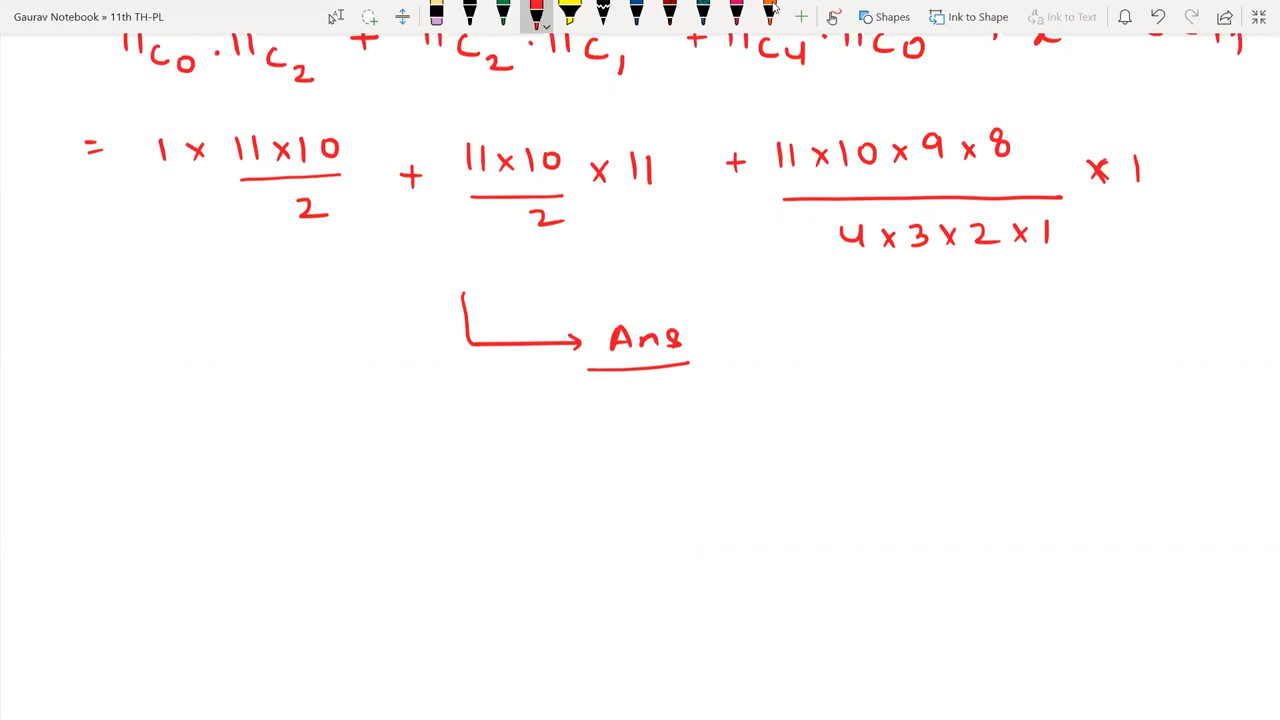 Gaurav Notebook » 11th TH-PL
Shapes Ink to Shape Ink to Text
11C0 · 11C2 + 11C2 · 11C1 + 11C4 · 11C0
= 1 × 11×10/2 + 11×10/2 × 11 + 11×10×9×8/4×3×2×1 × 1
Ans